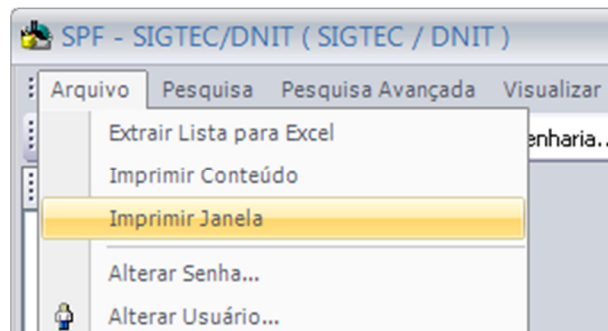 SPF - SIGTEC/DNIT ( SIGTEC / DNIT )
Arquivo Pesquisa Pesquisa Avançada Visualizar
Extrair Lista para Excel
enharia..
Imprimir Conteúdo
Imprimir Janela
Alterar Senha...
Alterar Usuário...